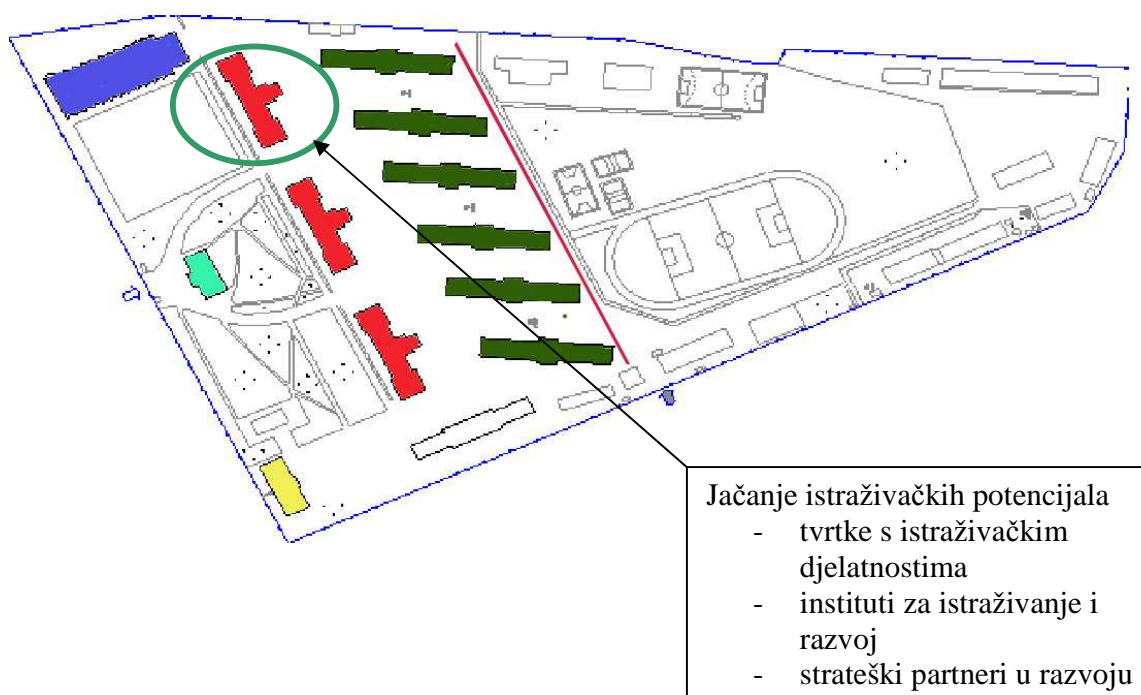 Jačanje istraživačkih potencijala
- tvrtke s istraživačkim
djelatnostima
- instituti za istraživanje i
razvoj
- strateški partneri u razvoju